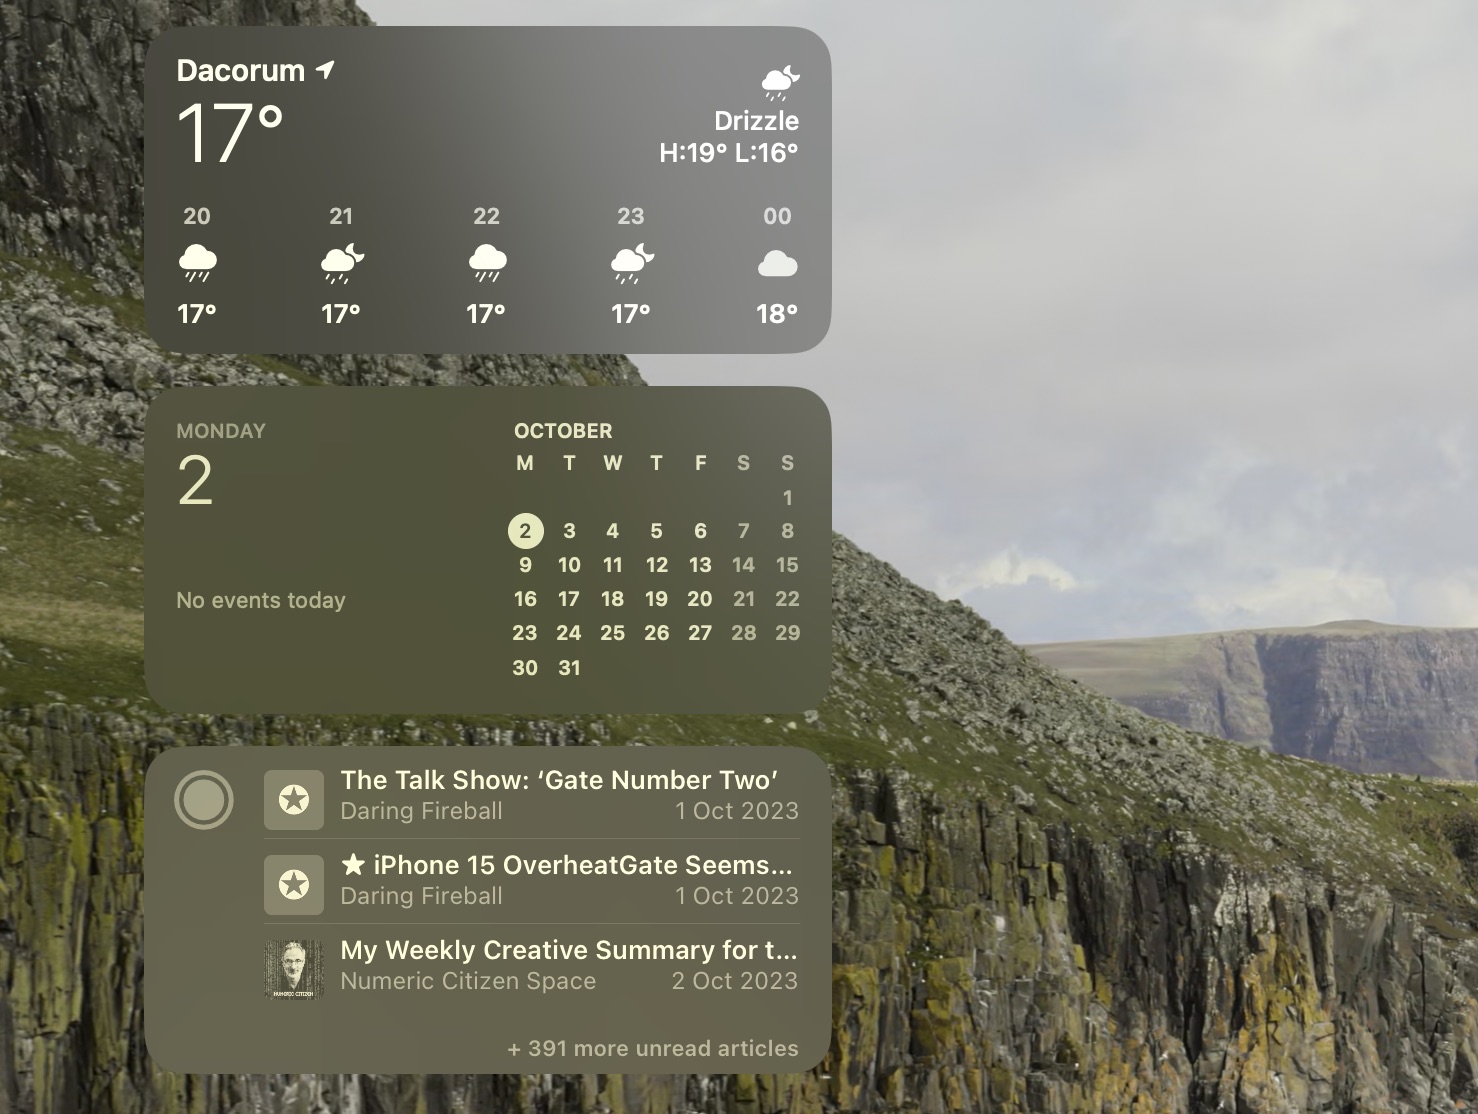 Dacorum
17°
Drizzle
H:19° L:16°
20 21 22 23 00
17° 17° 17° 17° 18°
MONDAY
2
No events today
OCTOBER
M T W T F S S
1
2 3 4 5 6 7 8
9 10 11 12 13 14 15
16 17 18 19 20 21 22
23 24 25 26 27 28 29
30 31
The Talk Show: ‘Gate Number Two’
Daring Fireball 1 Oct 2023
★ iPhone 15 OverheatGate Seems…
Daring Fireball 1 Oct 2023
My Weekly Creative Summary for t…
NUMERIC CITIZEN
Numeric Citizen Space 2 Oct 2023
+ 391 more unread articles